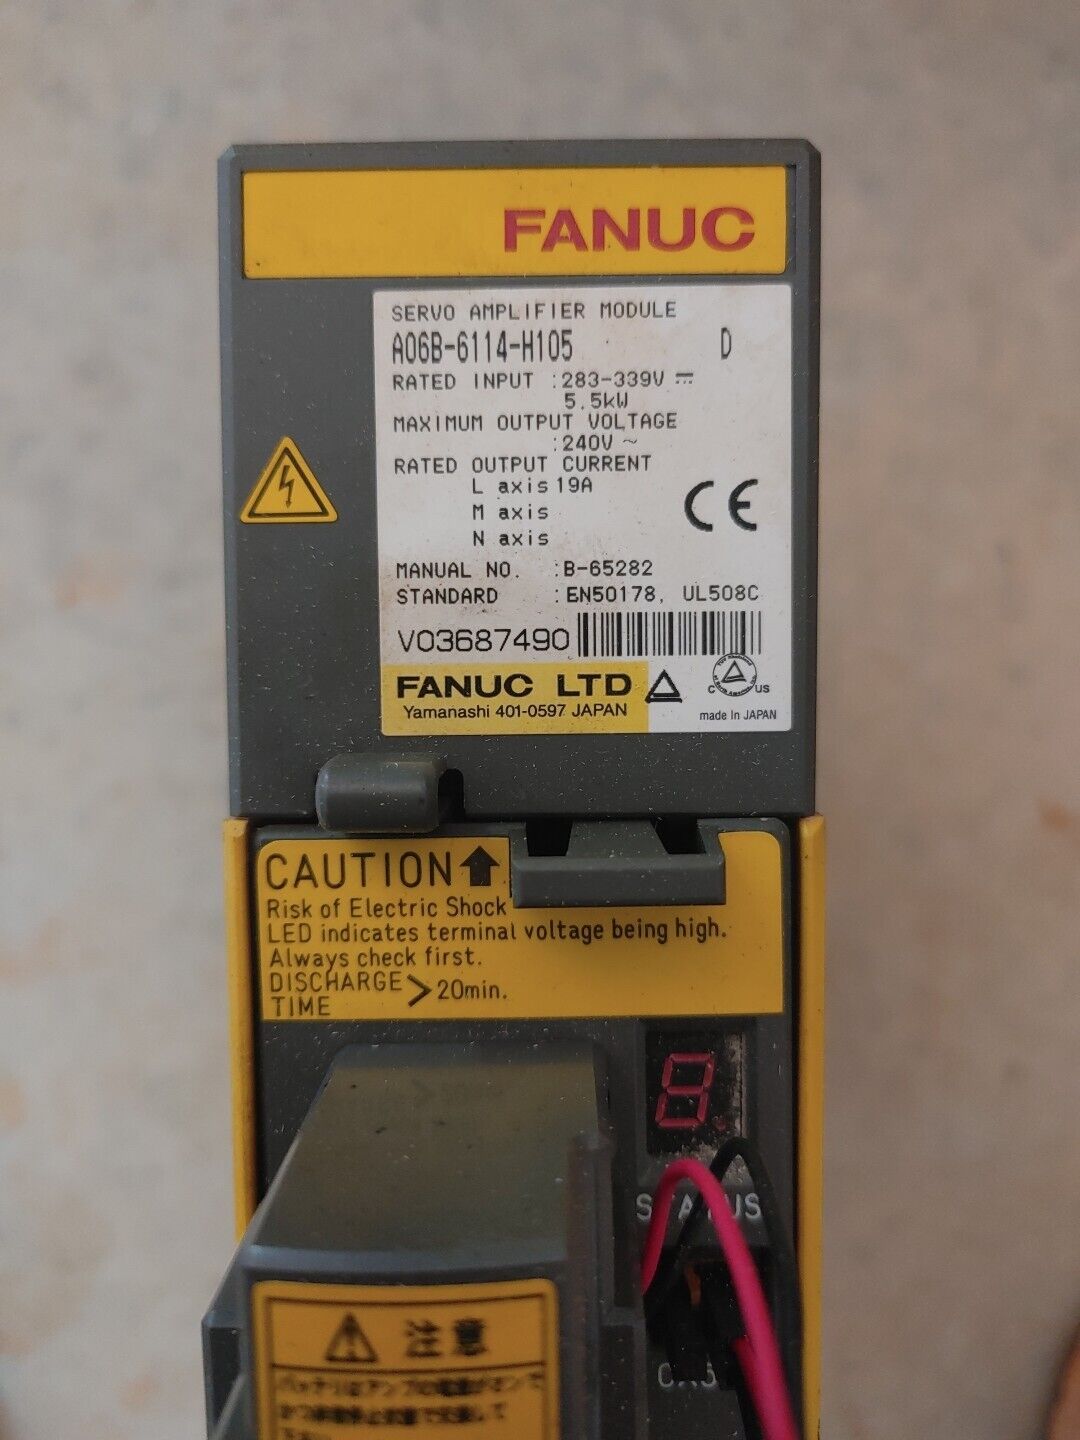 FANUC
SERVO AMPLIFIER MODULE
A06B-6114-H105 D
RATED INPUT :283-339V ⎓
5.5kW
MAXIMUM OUTPUT VOLTAGE
:240V ~
RATED OUTPUT CURRENT
L axis 19A
M axis
N axis
CE
MANUAL NO. :B-65282
STANDARD :EN50178, UL508C
V03687490
FANUC LTD
Yamanashi 401-0597 JAPAN
C US
made In JAPAN
CAUTION
Risk of Electric Shock
LED indicates terminal voltage being high.
Always check first.
DISCHARGE TIME >20min.
8.
STATUS
注意